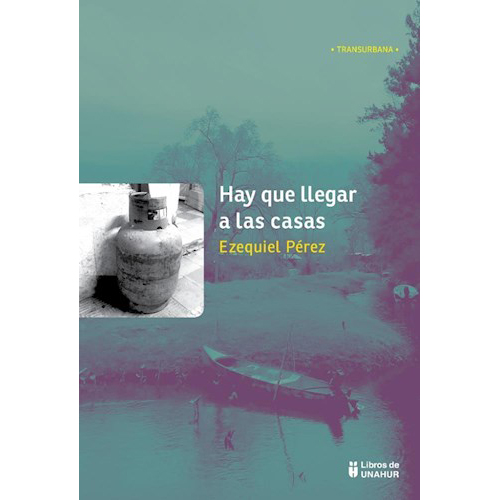 • TRANSURBANA •
Hay que llegar
a las casas
Ezequiel Pérez
Libros de
UNAHUR